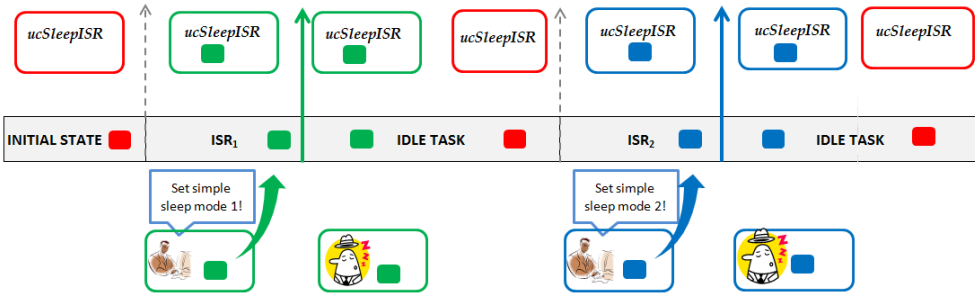 ucSleepISR ucSleepISR ucSleepISR ucSleepISR ucSleepISR ucSleepISR ucSleepISR
INITIAL STATE ISR₁ IDLE TASK ISR₂ IDLE TASK
Set simple
sleep mode 1!
Set simple
sleep mode 2!
Z Z Z
Z Z Z